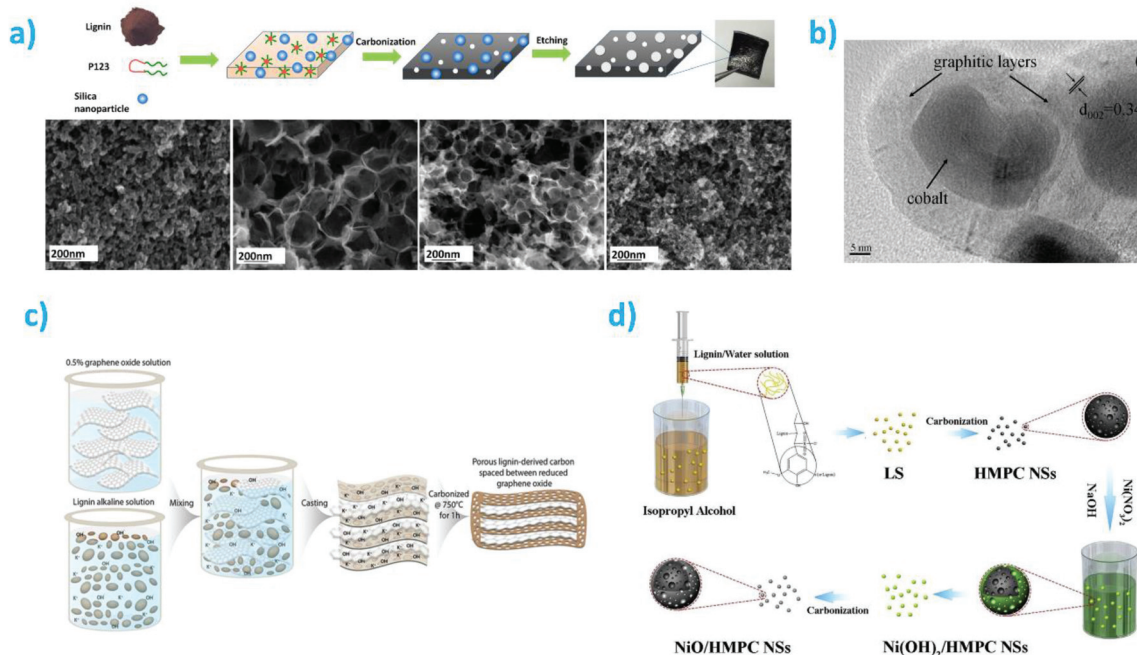 a)
Lignin
P123
Silica
nanoparticle
Carbonization
Etching
200nm
200nm
200nm
200nm
b)
graphitic layers
cobalt
5 nm
c)
0.5% graphene oxide solution
Lignin alkaline solution
Mixing
Casting
Carbonized
@ 750°C
for 1h
Porous lignin-derived carbon
spaced between reduced
graphene oxide
d)
Lignin/Water solution
Isopropyl Alcohol
LS
Carbonization
HMPC NSs
Ni(NO₃)₂
NaOH
Ni(OH)₂/HMPC NSs
Carbonization
NiO/HMPC NSs